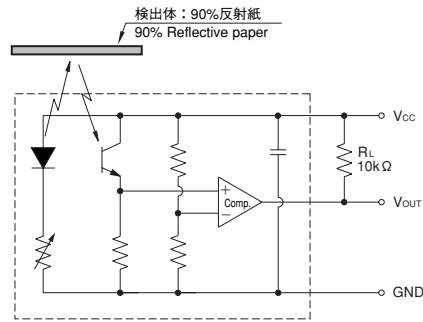 検出体：90%反射紙
90% Reflective paper
Vcc
RL
10kΩ
+
Comp.
−
VOUT
GND